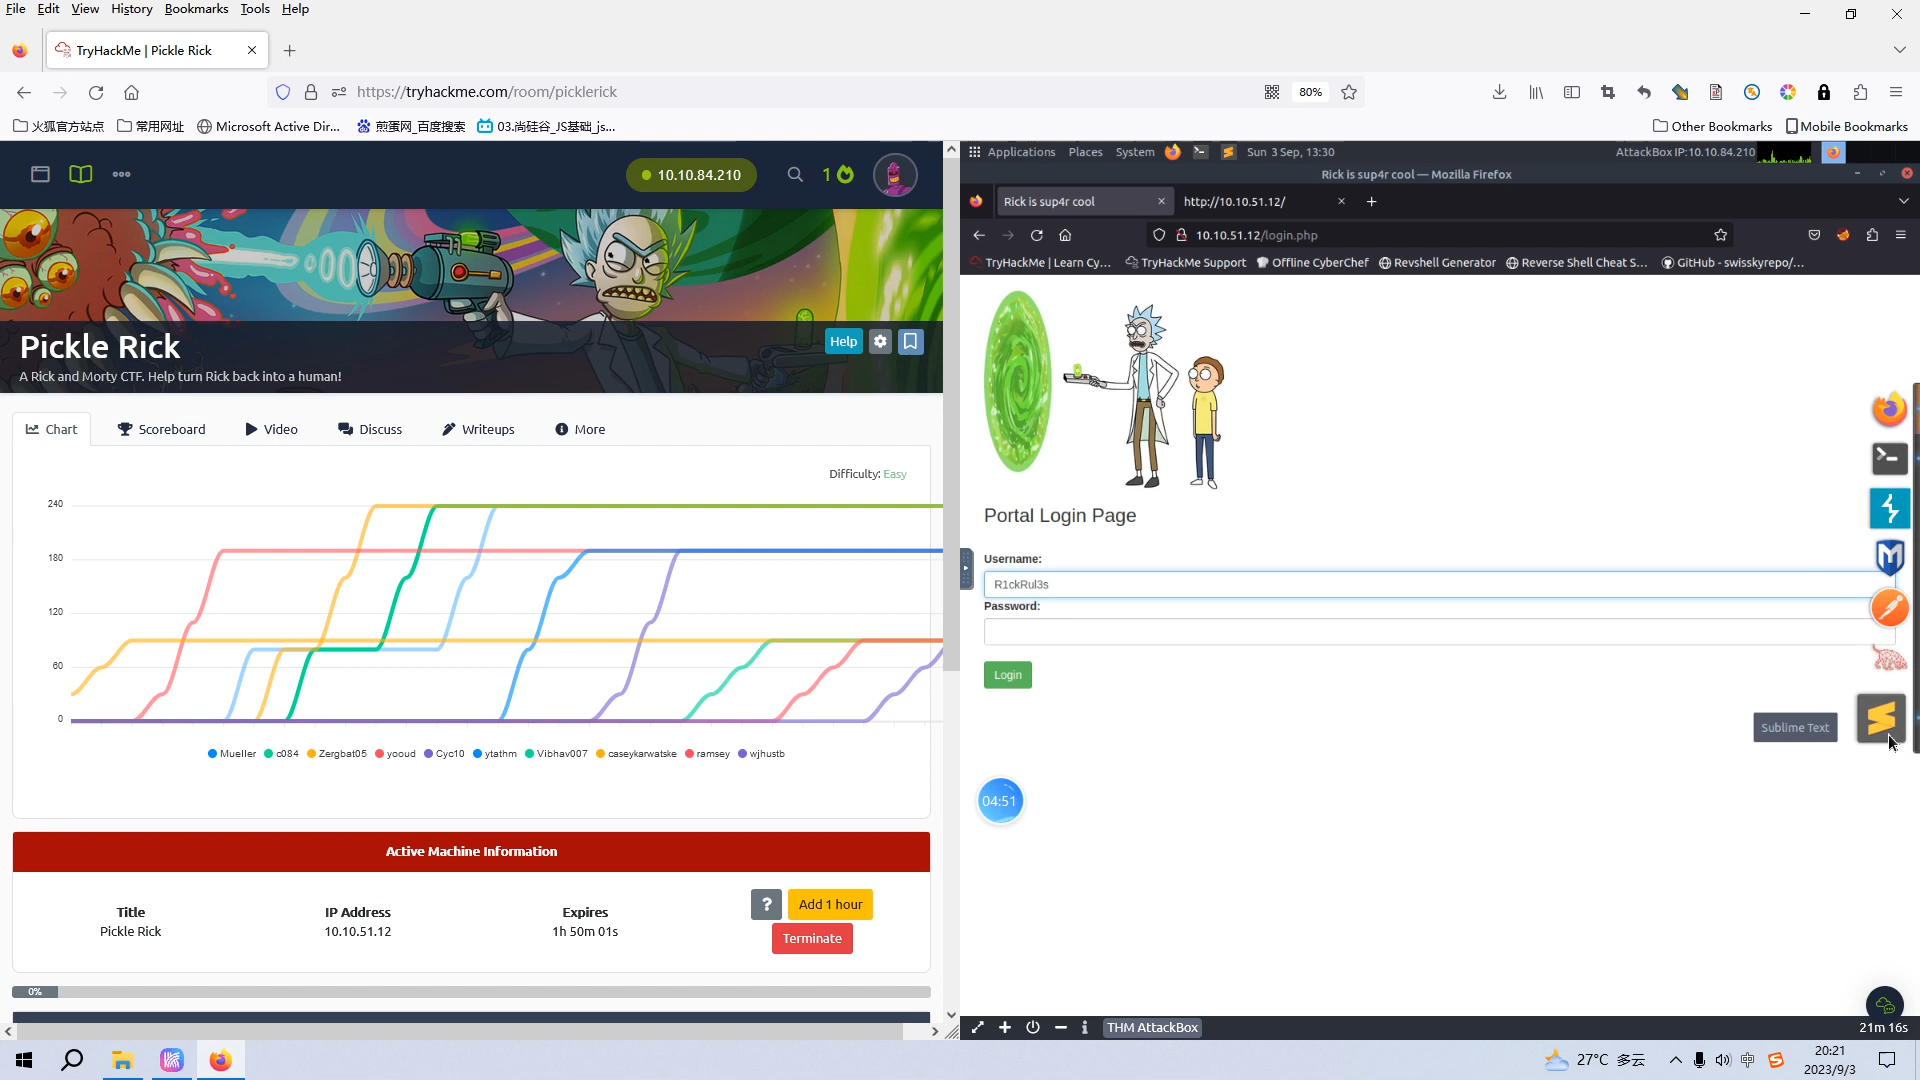 File Edit View History Bookmarks Tools Help
TryHackMe | Pickle Rick
https://tryhackme.com/room/picklerick
80%
火狐官方站点 常用网址 Microsoft Active Dir... 煎蛋网_百度搜索 03.尚硅谷_JS基础_js...
Other Bookmarks Mobile Bookmarks
10.10.84.210
1
Pickle Rick
A Rick and Morty CTF. Help turn Rick back into a human!
Help
Chart Scoreboard Video Discuss Writeups More
Difficulty: Easy
240
180
120
60
0
Mueller c084 Zergbat05 yooud Cyc10 ytathm Vibhav007 caseykarwatske ramsey wjhustb
Active Machine Information
Title IP Address Expires
Pickle Rick 10.10.51.12 1h 50m 01s
? Add 1 hour
Terminate
0%
Applications Places System Sun 3 Sep, 13:30 AttackBox IP:10.10.84.210
Rick is sup4r cool — Mozilla Firefox
Rick is sup4r cool http://10.10.51.12/
10.10.51.12/login.php
TryHackMe | Learn Cy... TryHackMe Support Offline CyberChef Revshell Generator Reverse Shell Cheat S... GitHub - swisskyrepo/...
Portal Login Page
Username:
R1ckRul3s
Password:
Login
Sublime Text
04:51
THM AttackBox
21m 16s
27°C 多云
中
20:21
2023/9/3